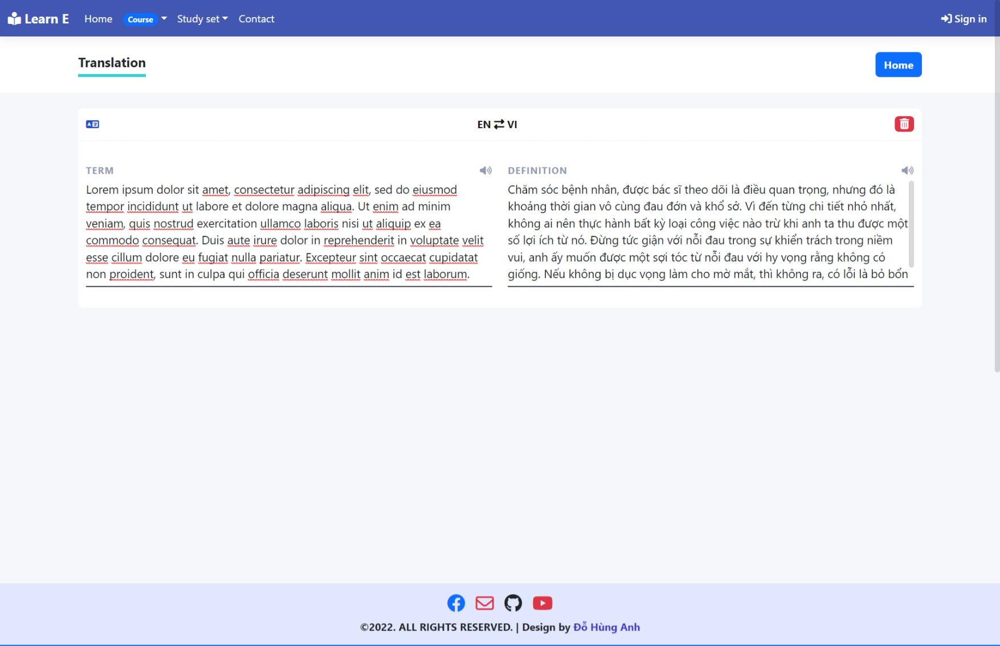 Learn E
Home
Course
Study set
Contact
Sign in
Translation
Home
EN VI
TERM
Lorem ipsum dolor sit amet, consectetur adipiscing elit, sed do eiusmod
tempor incididunt ut labore et dolore magna aliqua. Ut enim ad minim
veniam, quis nostrud exercitation ullamco laboris nisi ut aliquip ex ea
commodo consequat. Duis aute irure dolor in reprehenderit in voluptate velit
esse cillum dolore eu fugiat nulla pariatur. Excepteur sint occaecat cupidatat
non proident, sunt in culpa qui officia deserunt mollit anim id est laborum.
DEFINITION
Chăm sóc bệnh nhân, được bác sĩ theo dõi là điều quan trọng, nhưng đó là
khoảng thời gian vô cùng đau đớn và khổ sở. Vì đến từng chi tiết nhỏ nhất,
không ai nên thực hành bất kỳ loại công việc nào trừ khi anh ta thu được một
số lợi ích từ nó. Đừng tức giận với nỗi đau trong sự khiển trách trong niềm
vui, anh ấy muốn được một sợi tóc từ nỗi đau với hy vọng rằng không có
giống. Nếu không bị dục vọng làm cho mờ mắt, thì không ra, có lỗi là bỏ bổn
©2022. ALL RIGHTS RESERVED. | Design by Đỗ Hùng Anh